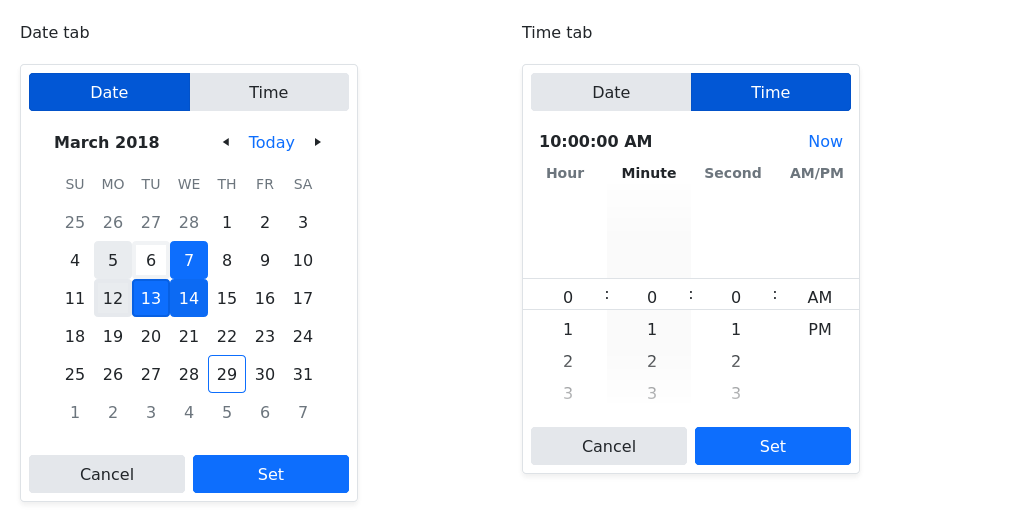 Date tab
Date Time
March 2018 ◂ Today ▸
SU MO TU WE TH FR SA
25 26 27 28 1 2 3
4 5 6 7 8 9 10
11 12 13 14 15 16 17
18 19 20 21 22 23 24
25 26 27 28 29 30 31
1 2 3 4 5 6 7
Cancel Set
Time tab
Date Time
10:00:00 AM Now
Hour Minute Second AM/PM
0 : 0 : 0 : AM
1 1 1 PM
2 2 2
3 3 3
Cancel Set